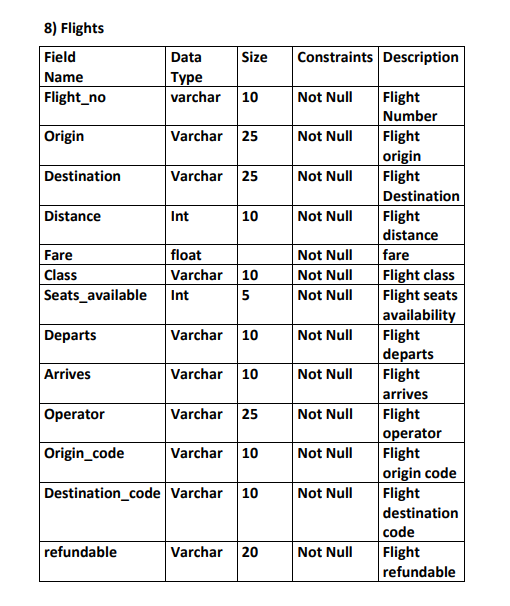 8) Flights
Field Name | Data Type | Size | Constraints | Description
Flight_no | varchar | 10 | Not Null | Flight Number
Origin | Varchar | 25 | Not Null | Flight origin
Destination | Varchar | 25 | Not Null | Flight Destination
Distance | Int | 10 | Not Null | Flight distance
Fare | float | | Not Null | fare
Class | Varchar | 10 | Not Null | Flight class
Seats_available | Int | 5 | Not Null | Flight seats availability
Departs | Varchar | 10 | Not Null | Flight departs
Arrives | Varchar | 10 | Not Null | Flight arrives
Operator | Varchar | 25 | Not Null | Flight operator
Origin_code | Varchar | 10 | Not Null | Flight origin code
Destination_code | Varchar | 10 | Not Null | Flight destination code
refundable | Varchar | 20 | Not Null | Flight refundable